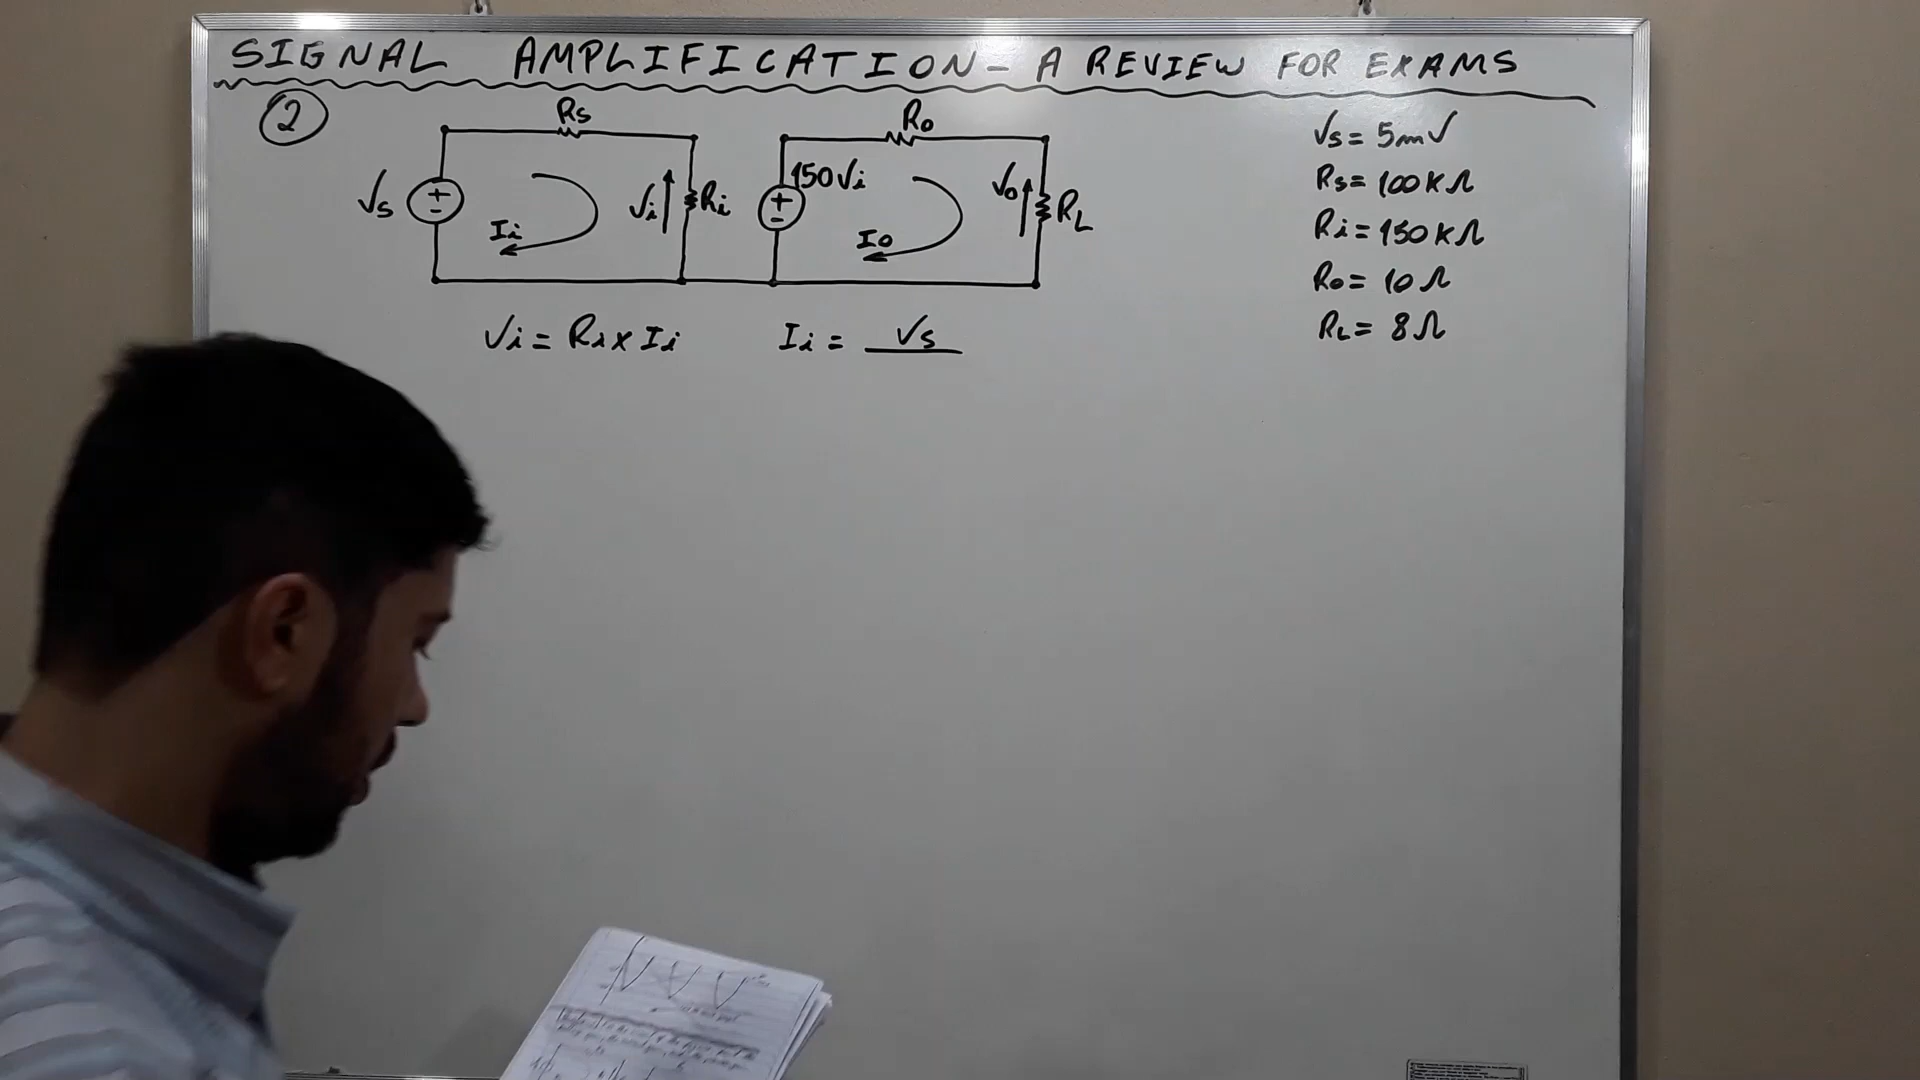 SIGNAL AMPLIFICATION - A REVIEW FOR EXAMS
2
Rs
Ro
Vs
+
-
Ii
Vi
Ri
150Vi
+
-
Io
Vo
RL
Vs = 5mV
Rs = 100KΩ
Ri = 150KΩ
Ro = 10Ω
RL = 8Ω
Vi = Ri x Ii
Ii = Vs